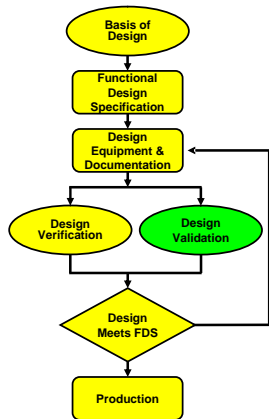 Basis of
Design
Functional
Design
Specification
Design
Equipment &
Documentation
Design
Verification
Design
Validation
Design
Meets FDS
Production